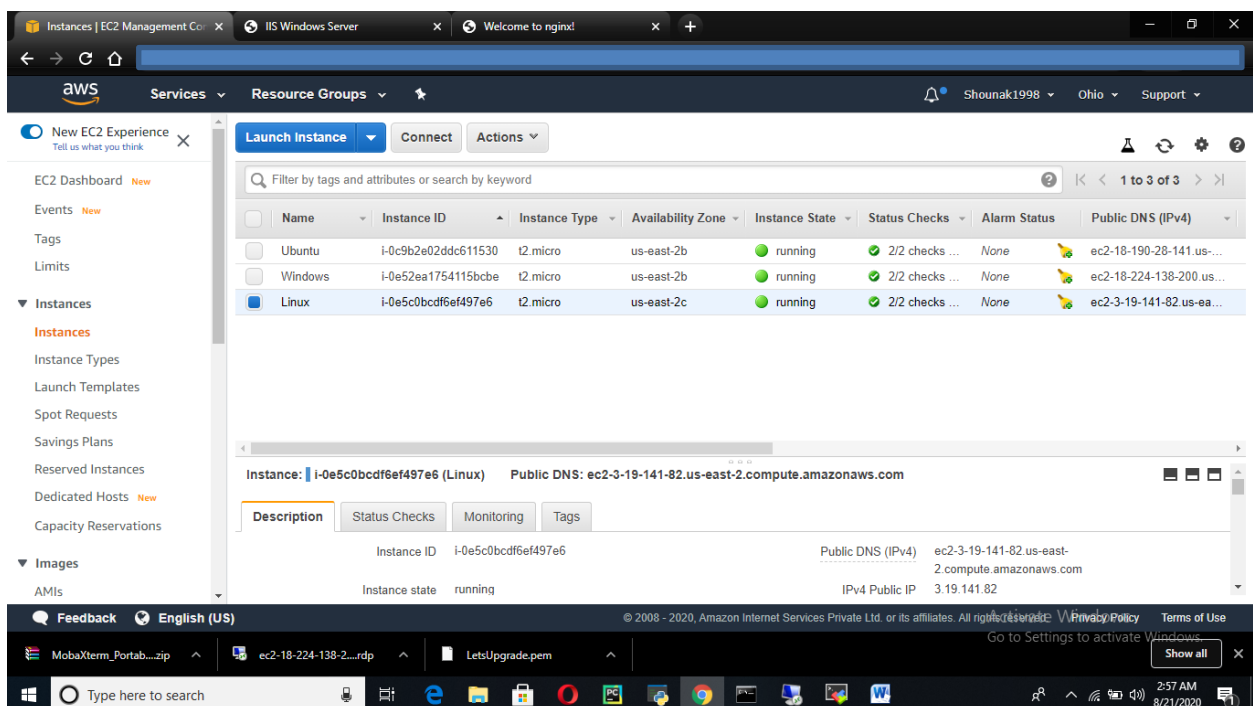 Instances | EC2 Management Con
IIS Windows Server
Welcome to nginx!
aws
Services
Resource Groups
Shounak1998
Ohio
Support
New EC2 Experience
Tell us what you think
EC2 Dashboard New
Events New
Tags
Limits
Instances
Instances
Instance Types
Launch Templates
Spot Requests
Savings Plans
Reserved Instances
Dedicated Hosts New
Capacity Reservations
Images
AMIs
Launch Instance
Connect
Actions
Filter by tags and attributes or search by keyword
1 to 3 of 3
Name Instance ID Instance Type Availability Zone Instance State Status Checks Alarm Status Public DNS (IPv4)
Ubuntu i-0c9b2e02ddc611530 t2.micro us-east-2b running 2/2 checks ... None ec2-18-190-28-141.us-...
Windows i-0e52ea1754115bcbe t2.micro us-east-2b running 2/2 checks ... None ec2-18-224-138-200.us...
Linux i-0e5c0bcdf6ef497e6 t2.micro us-east-2c running 2/2 checks ... None ec2-3-19-141-82.us-ea...
Instance: i-0e5c0bcdf6ef497e6 (Linux) Public DNS: ec2-3-19-141-82.us-east-2.compute.amazonaws.com
Description Status Checks Monitoring Tags
Instance ID i-0e5c0bcdf6ef497e6
Public DNS (IPv4) ec2-3-19-141-82.us-east-
2.compute.amazonaws.com
Instance state running
IPv4 Public IP 3.19.141.82
Feedback English (US)
© 2008 - 2020, Amazon Internet Services Private Ltd. or its affiliates. All rights reserved. Privacy Policy Terms of Use
Activate Windows
Go to Settings to activate Windows.
MobaXterm_Portab....zip
ec2-18-224-138-2....rdp
LetsUpgrade.pem
Show all
Type here to search
2:57 AM
8/21/2020